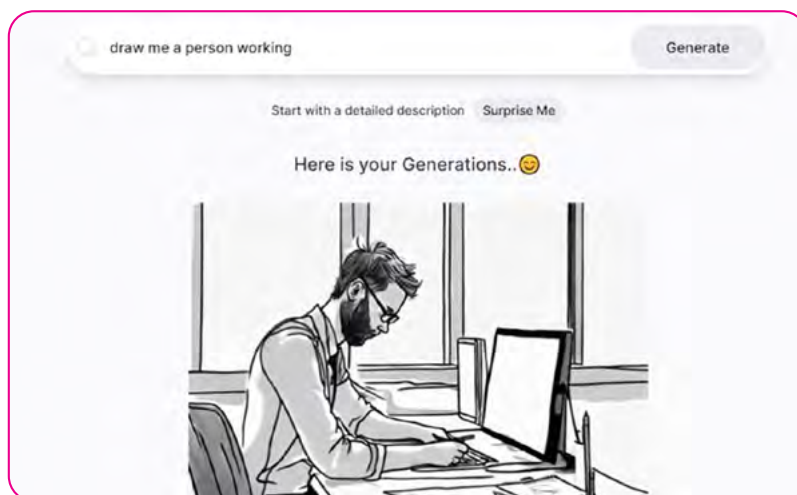 draw me a person working
Generate
Start with a detailed description Surprise Me
Here is your Generations..😊